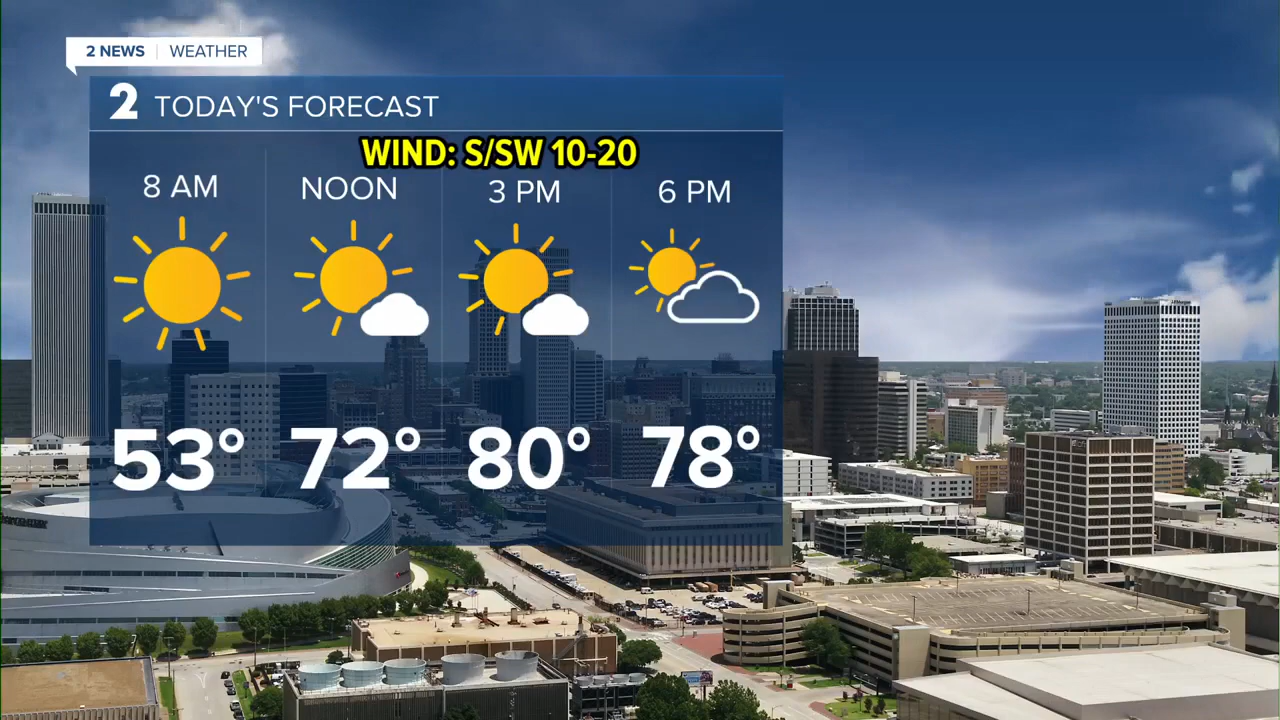 2 NEWS | WEATHER
2 TODAY'S FORECAST
WIND: S/SW 10-20
8 AM NOON 3 PM 6 PM
53° 72° 80° 78°